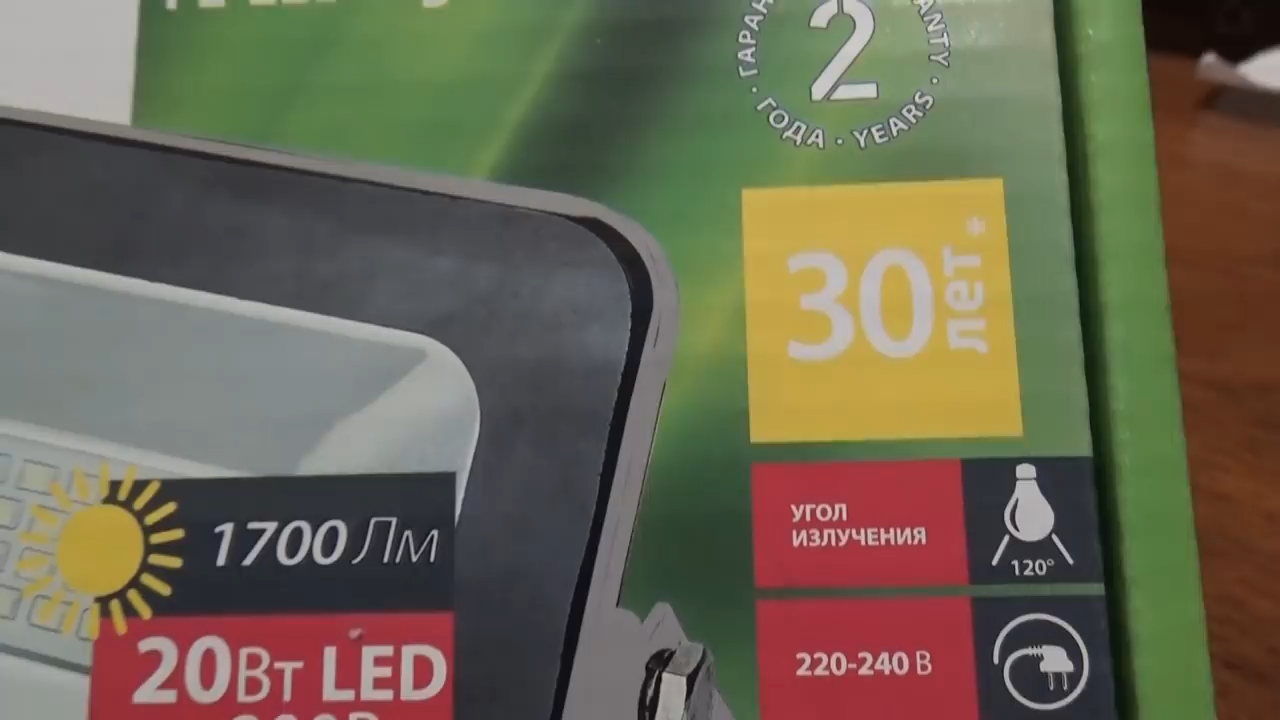 2
ГОДА · YEARS
30 лет*
УГОЛ
ИЗЛУЧЕНИЯ
120°
1700 Лм
220-240 В
20Вт LED